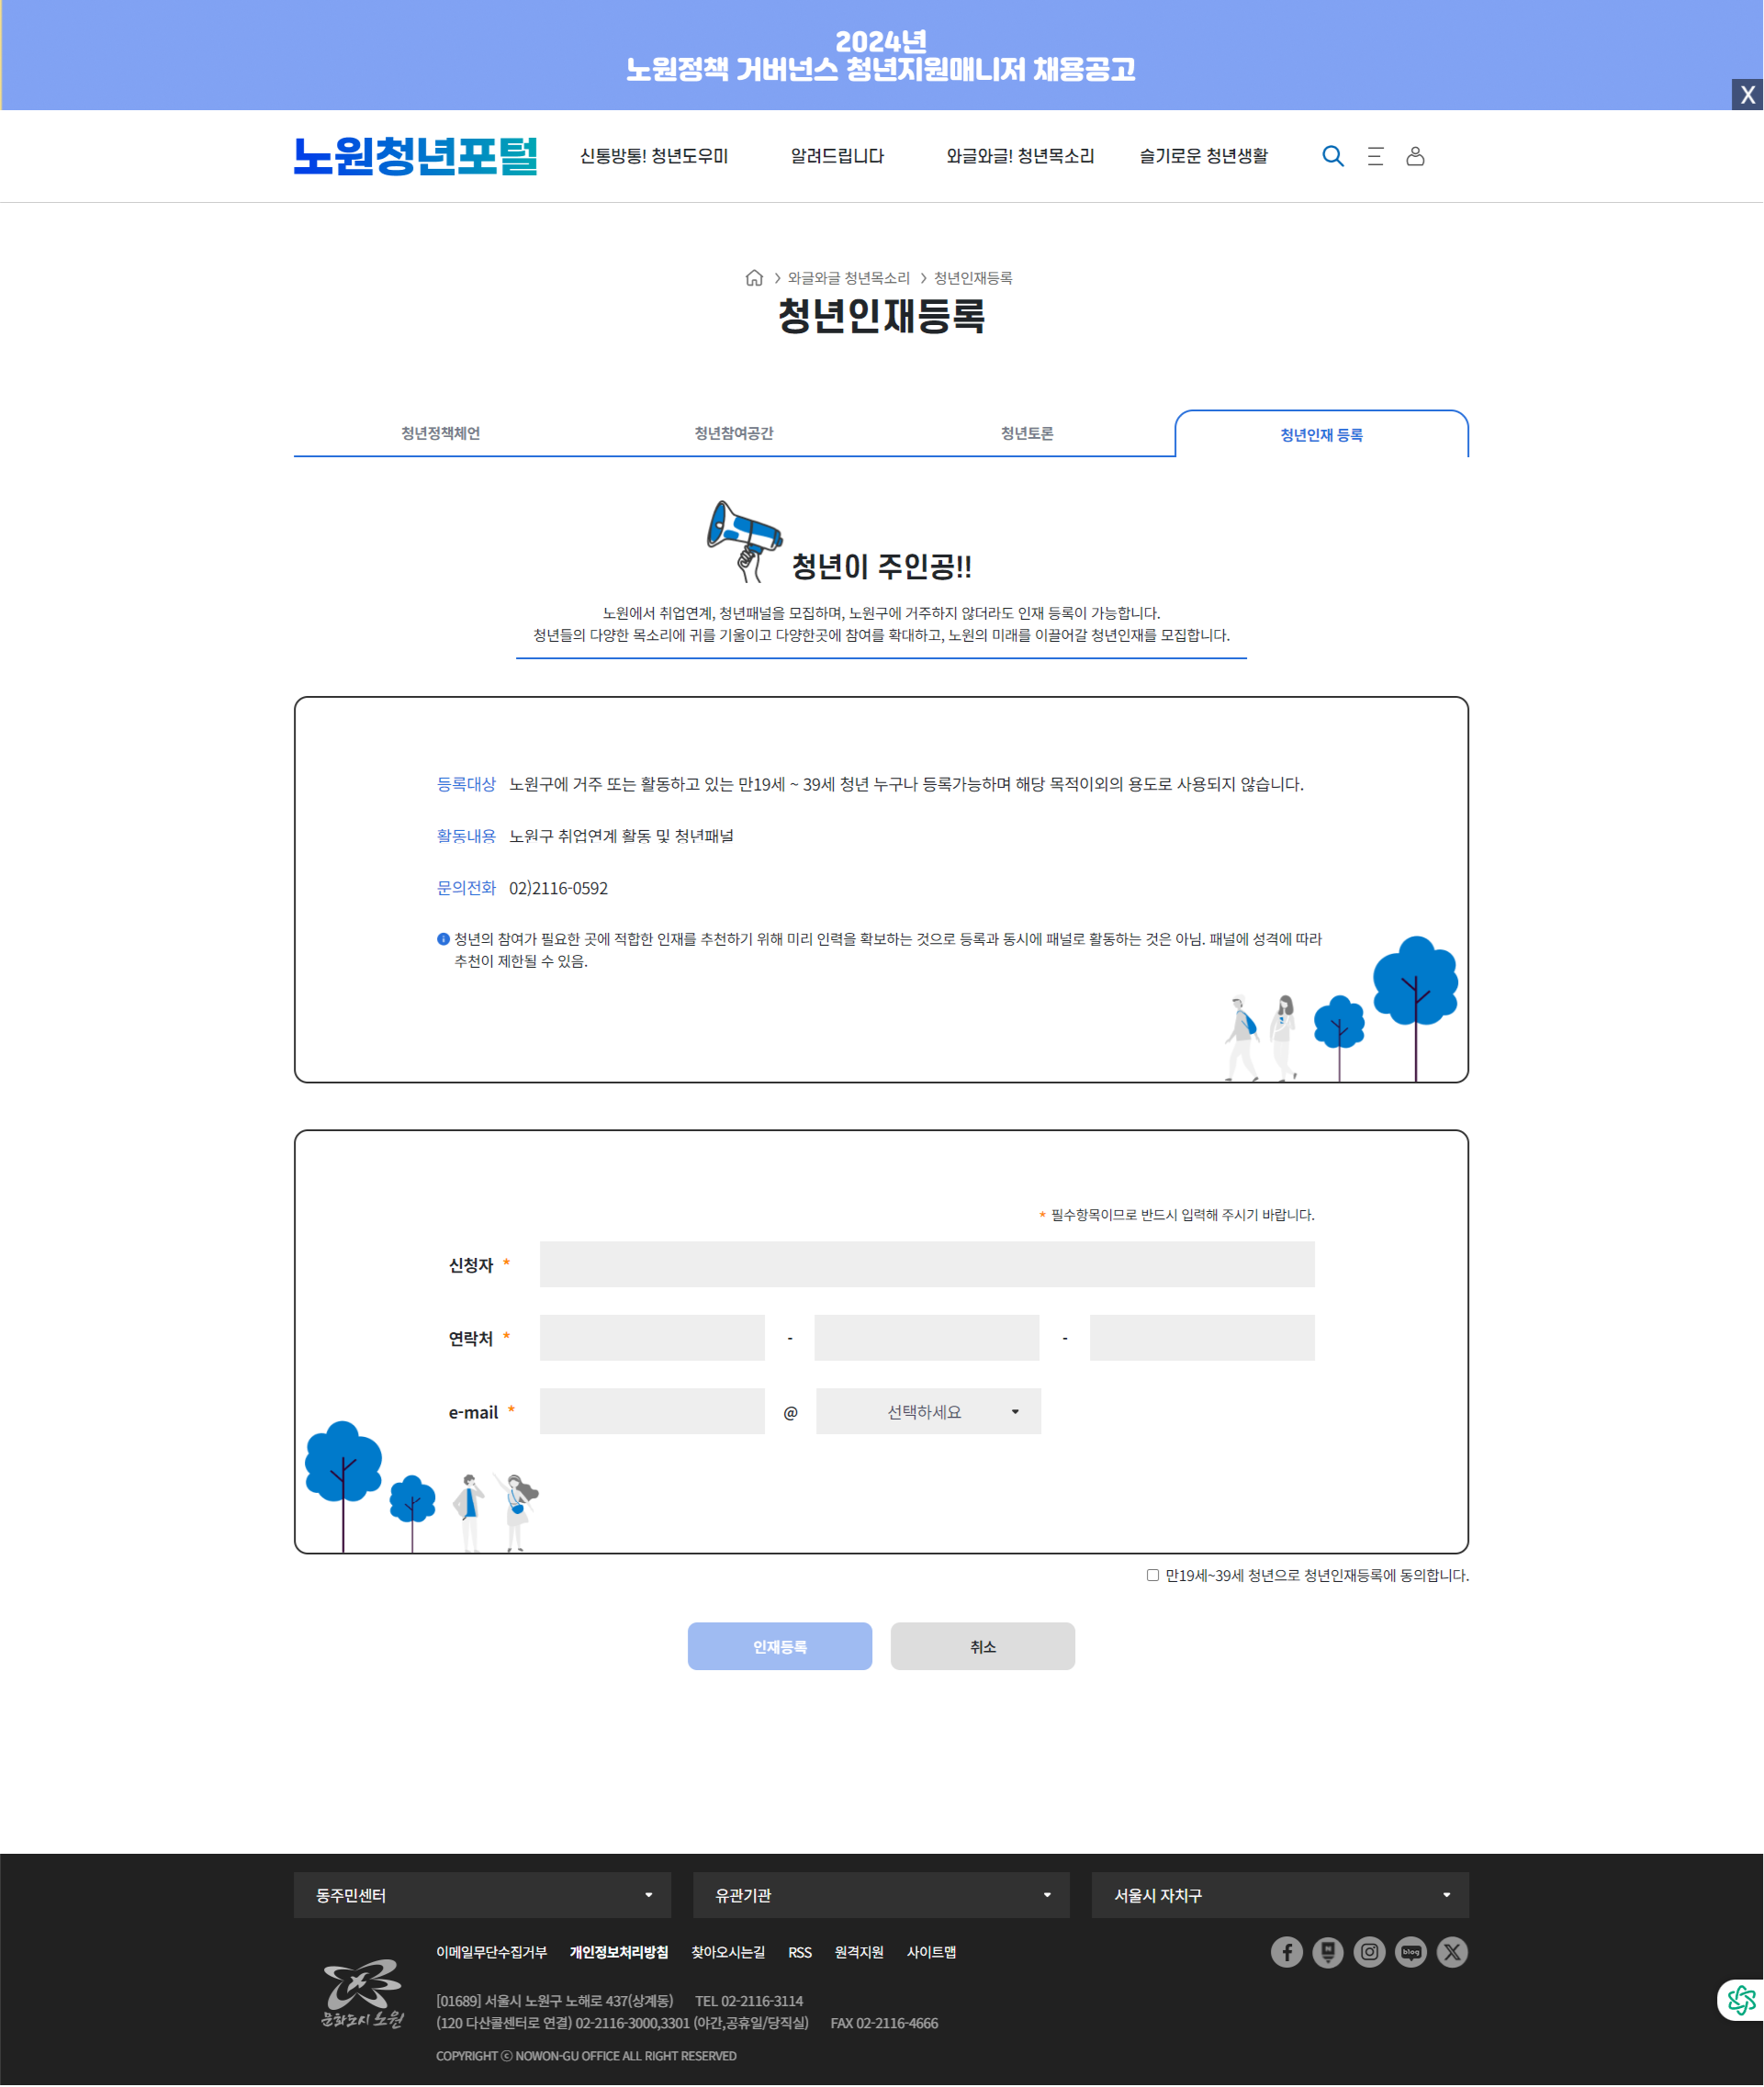 2024년
노원정책 거버넌스 청년지원매니저 채용공고
X
노원청년포털
신통방통! 청년도우미
알려드립니다
와글와글! 청년목소리
슬기로운 청년생활
와글와글 청년목소리
청년인재등록
청년인재등록
청년정책체언
청년참여공간
청년토론
청년인재 등록
청년이 주인공!!
노원에서 취업연계, 청년패널을 모집하며, 노원구에 거주하지 않더라도 인재 등록이 가능합니다.
청년들의 다양한 목소리에 귀를 기울이고 다양한곳에 참여를 확대하고, 노원의 미래를 이끌어갈 청년인재를 모집합니다.
등록대상 노원구에 거주 또는 활동하고 있는 만19세 ~ 39세 청년 누구나 등록가능하며 해당 목적이외의 용도로 사용되지 않습니다.
활동내용 노원구 취업연계 활동 및 청년패널
문의전화 02)2116-0592
청년의 참여가 필요한 곳에 적합한 인재를 추천하기 위해 미리 인력을 확보하는 것으로 등록과 동시에 패널로 활동하는 것은 아님. 패널에 성격에 따라
추천이 제한될 수 있음.
* 필수항목이므로 반드시 입력해 주시기 바랍니다.
신청자 *
연락처 * - -
e-mail * @ 선택하세요
만19세~39세 청년으로 청년인재등록에 동의합니다.
인재등록
취소
동주민센터
유관기관
서울시 자치구
이메일무단수집거부 개인정보처리방침 찾아오시는길 RSS 원격지원 사이트맵
blog
문화도시 노원
[01689] 서울시 노원구 노해로 437(상계동) TEL 02-2116-3114
(120 다산콜센터로 연결) 02-2116-3000,3301 (야간,공휴일/당직실) FAX 02-2116-4666
COPYRIGHT ⓒ NOWON-GU OFFICE ALL RIGHT RESERVED